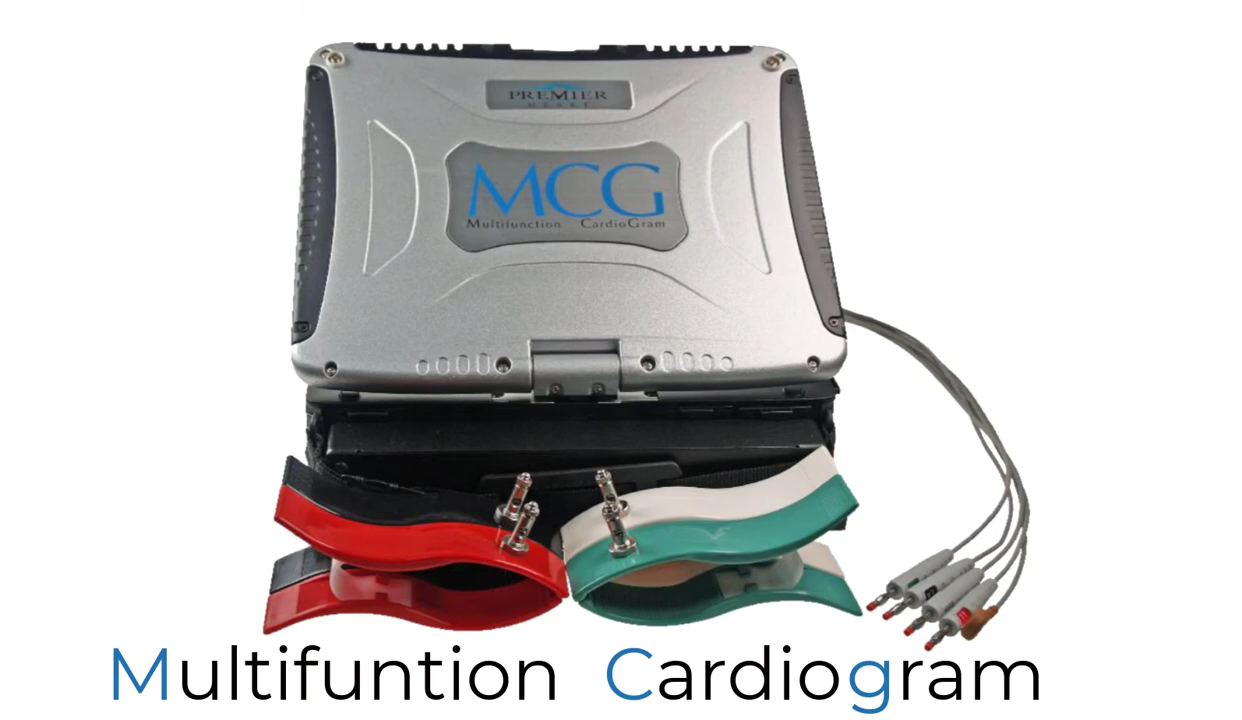 PREMIER
HEART
MCG
Multifunction CardioGram
Multifuntion Cardiogram